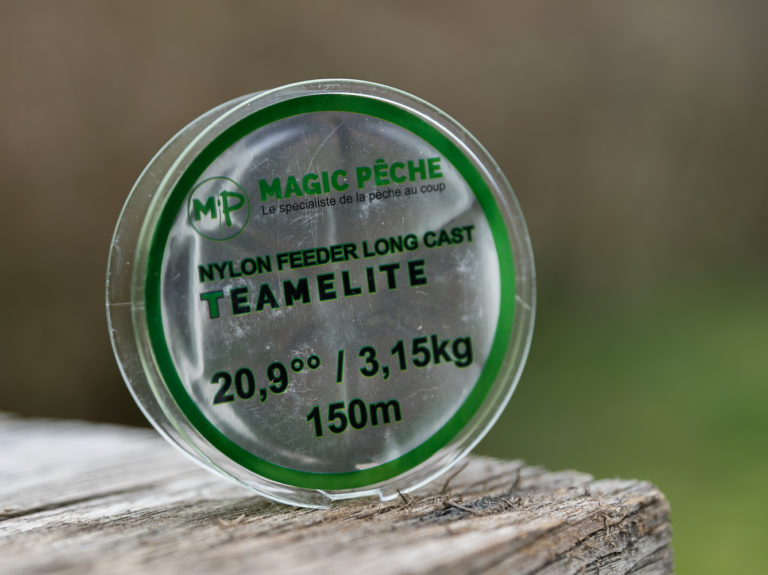 M·P
MAGIC PÊCHE
Le spécialiste de la pêche au coup
NYLON FEEDER LONG CAST
TEAMELITE
20,9°° / 3,15kg
150m